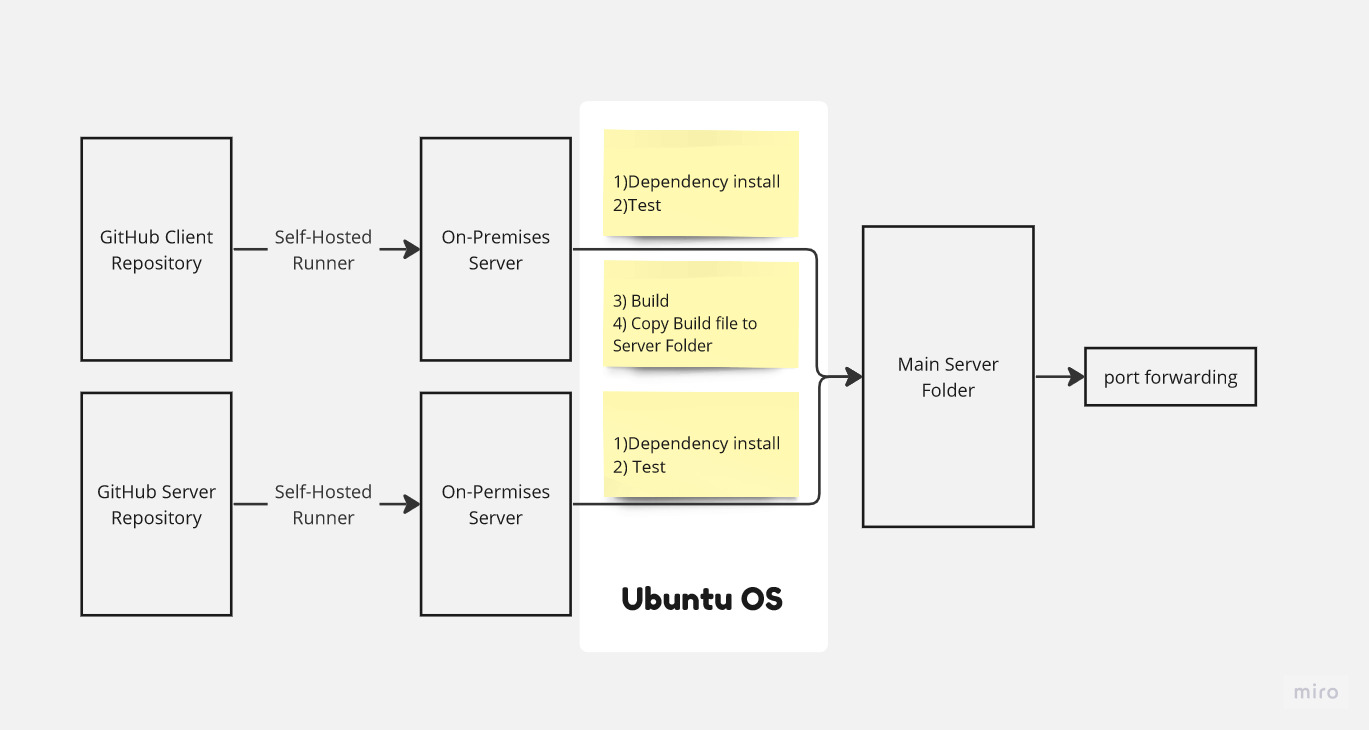 GitHub Client
Repository
Self-Hosted
Runner
On-Premises
Server
1)Dependency install
2)Test
3) Build
4) Copy Build file to
Server Folder
GitHub Server
Repository
Self-Hosted
Runner
On-Permises
Server
1)Dependency install
2) Test
Ubuntu OS
Main Server
Folder
port forwarding
miro